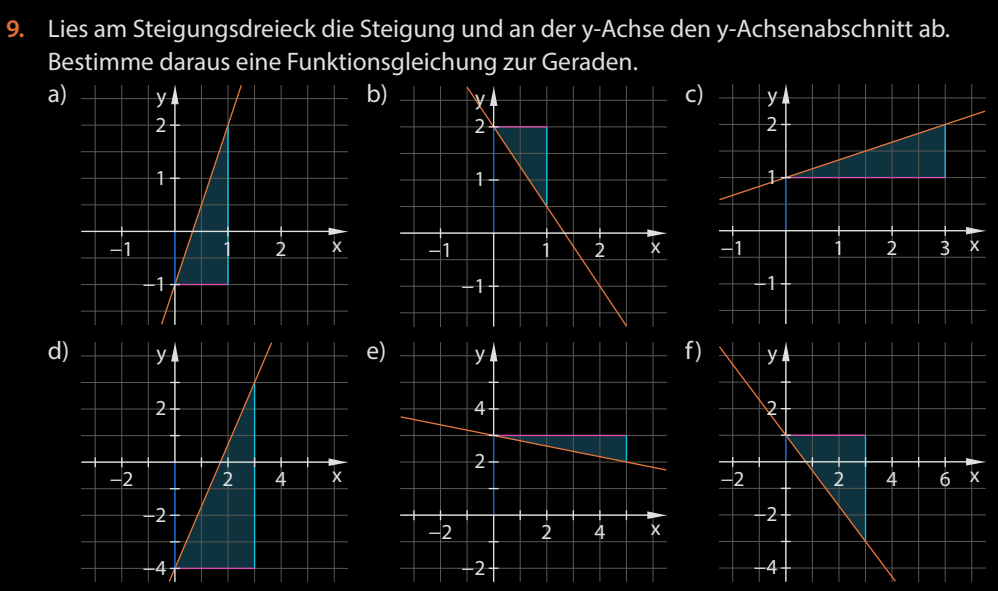 9. Lies am Steigungsdreieck die Steigung und an der y-Achse den y-Achsenabschnitt ab.
Bestimme daraus eine Funktionsgleichung zur Geraden.
a)
y
2
1
−1 1 2 x
−1
b)
y
2
1
−1 1 2 x
−1
c)
y
2
1
−1 1 2 3 x
−1
d)
y
2
−2 2 4 x
−2
−4
e)
y
4
2
−2 2 4 x
−2
f)
y
2
−2 2 4 6 x
−2
−4